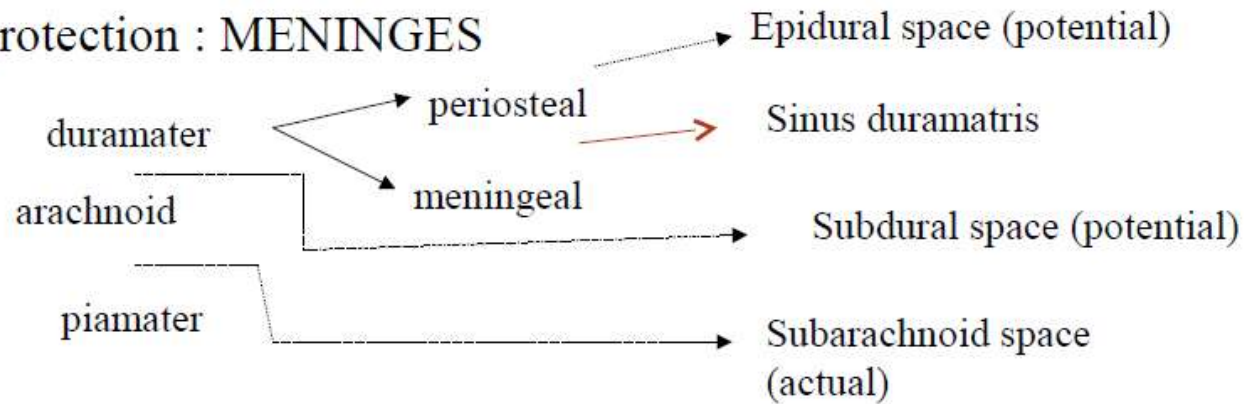 rotection : MENINGES
Epidural space (potential)
periosteal
duramater
Sinus duramatris
meningeal
arachnoid
Subdural space (potential)
piamater
Subarachnoid space
(actual)